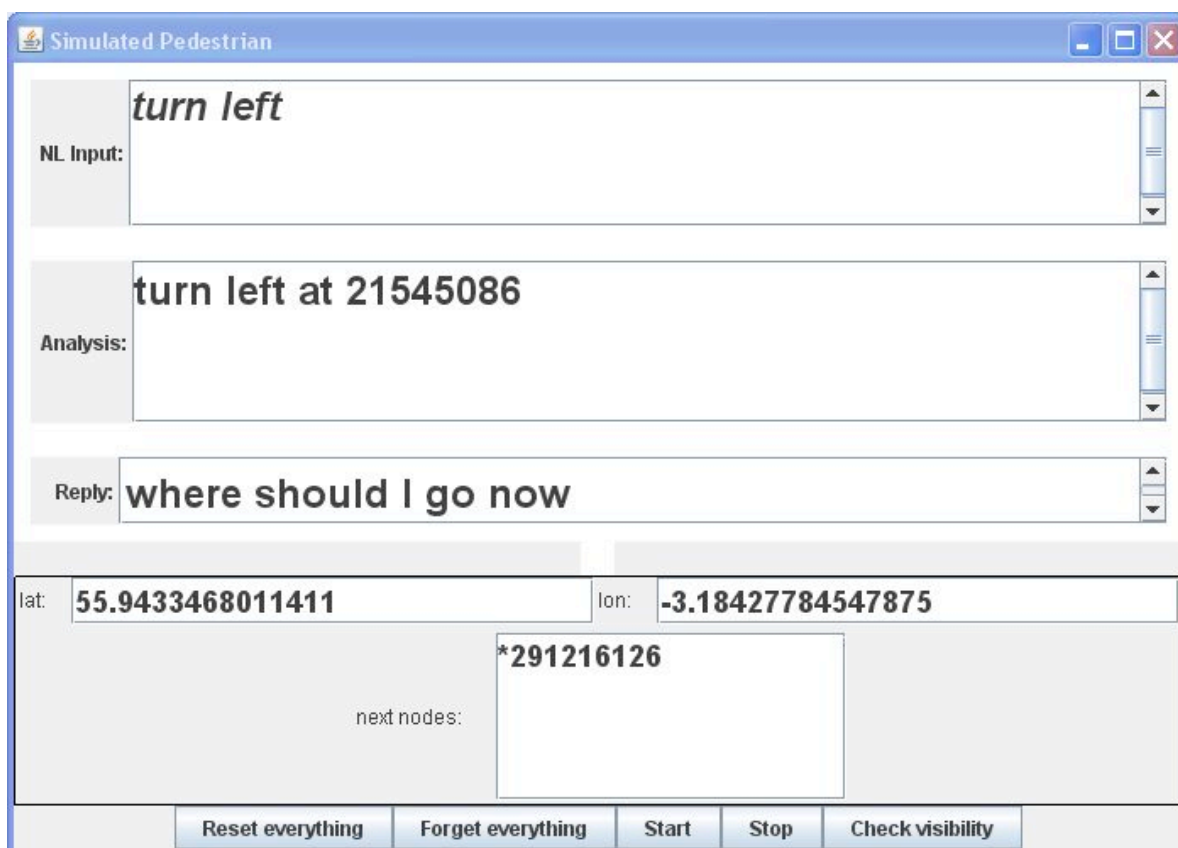 Simulated Pedestrian
NL Input: turn left
Analysis: turn left at 21545086
Reply: where should I go now
lat: 55.9433468011411 lon: -3.18427784547875
*291216126
next nodes:
Reset everything Forget everything Start Stop Check visibility